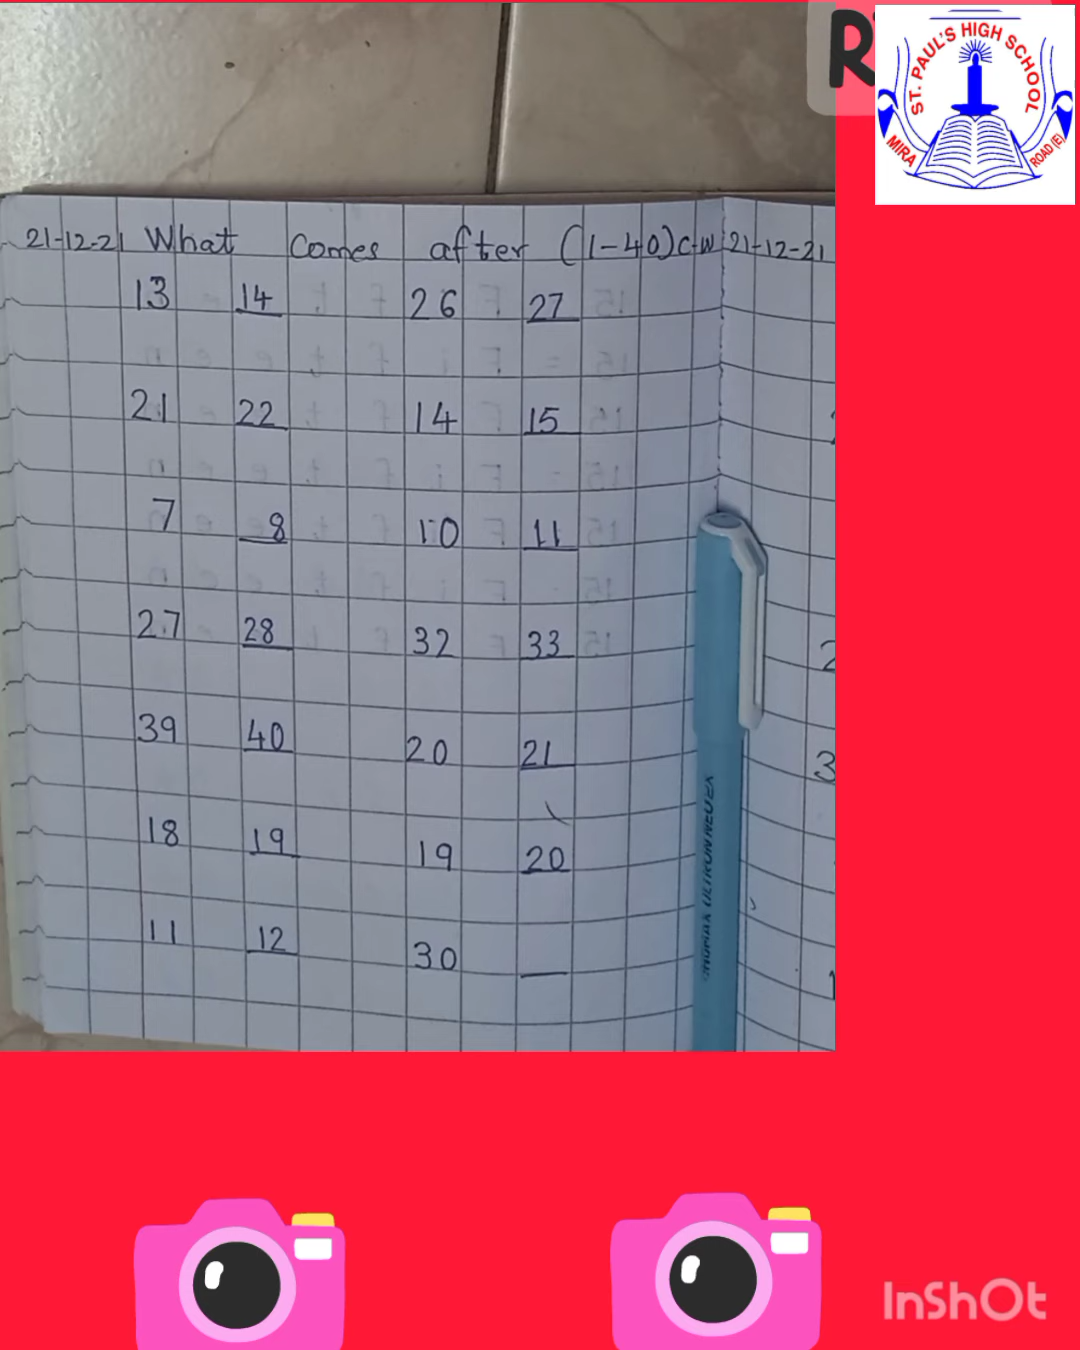 ST. PAUL'S HIGH SCHOOL
MIRA ROAD (E)
21-12-21 What comes after (1-40) C.W 21-12-21
13 14 26 27
21 22 14 15
7 8 10 11
27 28 32 33
39 40 20 21
18 19 19 20
11 12 30
InShOt